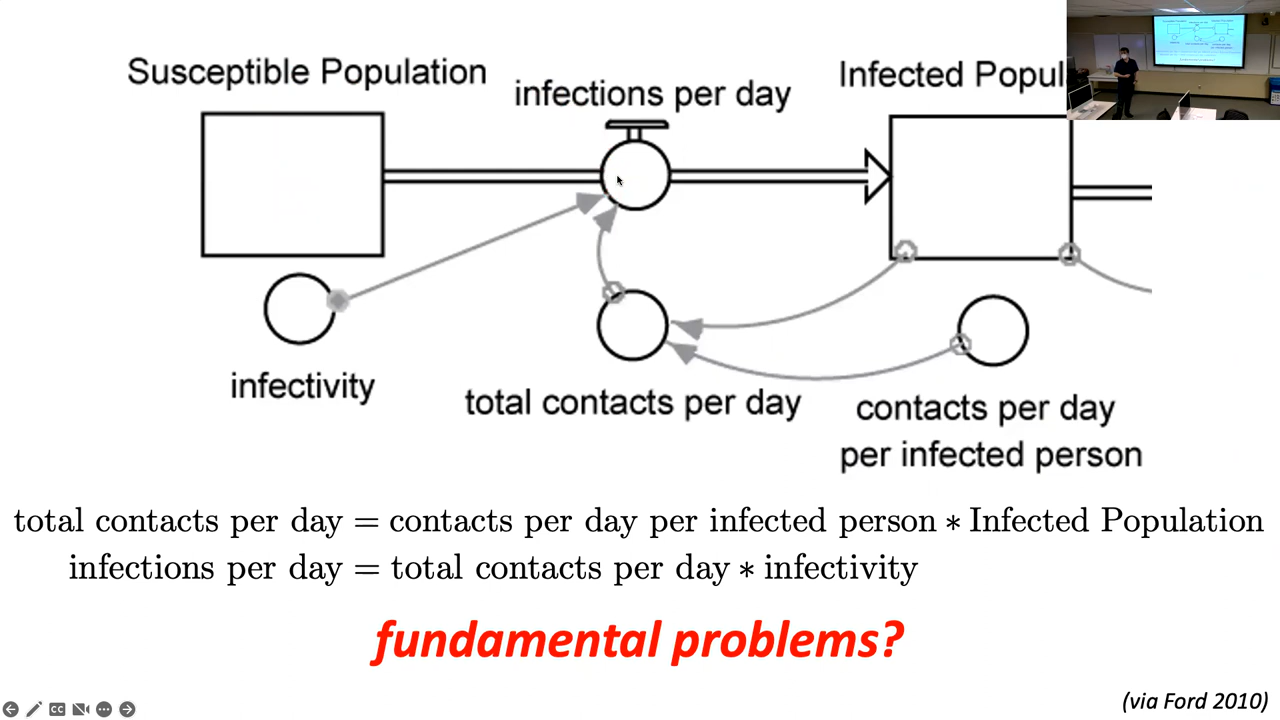 Susceptible Population
infections per day
Infected Popul
infectivity
total contacts per day
contacts per day
per infected person
total contacts per day = contacts per day per infected person * Infected Population
infections per day = total contacts per day * infectivity
fundamental problems?
(via Ford 2010)
CC